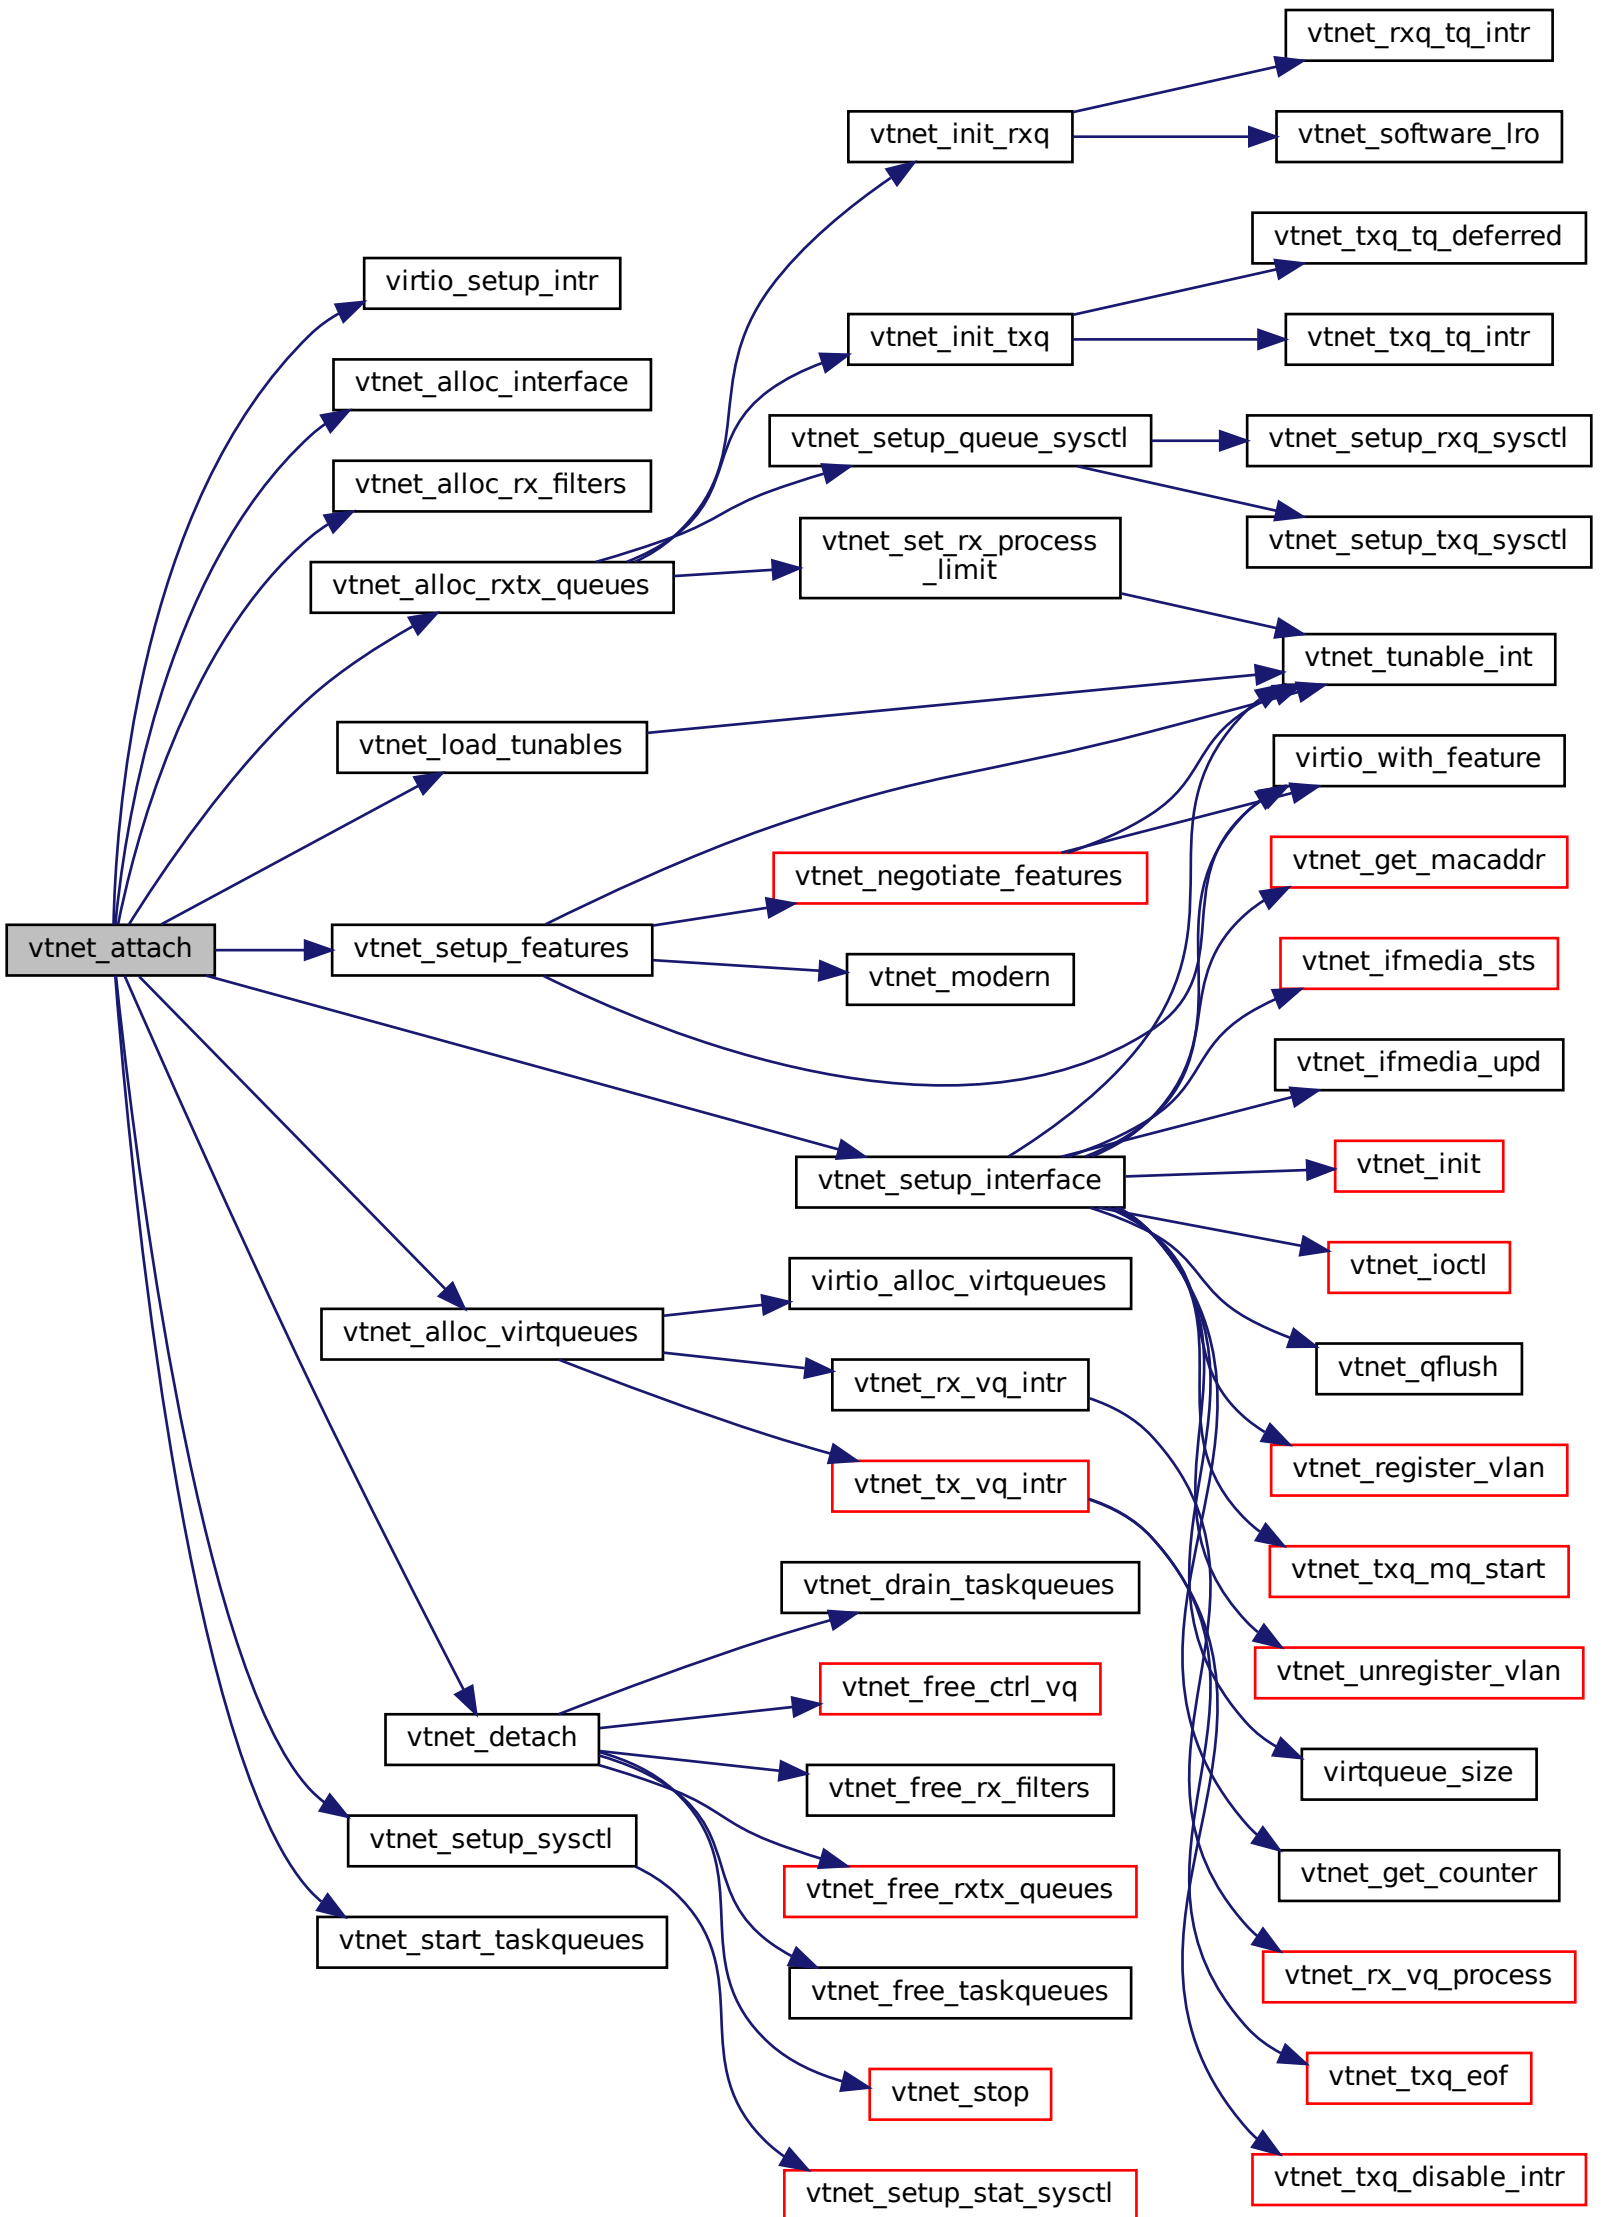 vtnet_rxq_tq_intr
vtnet_init_rxq
vtnet_software_lro
vtnet_txq_tq_deferred
virtio_setup_intr
vtnet_init_txq
vtnet_txq_tq_intr
vtnet_alloc_interface
vtnet_setup_queue_sysctl
vtnet_setup_rxq_sysctl
vtnet_alloc_rx_filters
vtnet_set_rx_process
_limit
vtnet_setup_txq_sysctl
vtnet_alloc_rxtx_queues
vtnet_tunable_int
vtnet_load_tunables
virtio_with_feature
vtnet_negotiate_features
vtnet_get_macaddr
vtnet_attach
vtnet_setup_features
vtnet_modern
vtnet_ifmedia_sts
vtnet_ifmedia_upd
vtnet_setup_interface
vtnet_init
vtnet_ioctl
virtio_alloc_virtqueues
vtnet_alloc_virtqueues
vtnet_qflush
vtnet_rx_vq_intr
vtnet_register_vlan
vtnet_tx_vq_intr
vtnet_txq_mq_start
vtnet_drain_taskqueues
vtnet_unregister_vlan
vtnet_free_ctrl_vq
vtnet_detach
virtqueue_size
vtnet_free_rx_filters
vtnet_setup_sysctl
vtnet_get_counter
vtnet_free_rxtx_queues
vtnet_start_taskqueues
vtnet_rx_vq_process
vtnet_free_taskqueues
vtnet_txq_eof
vtnet_stop
vtnet_txq_disable_intr
vtnet_setup_stat_sysctl